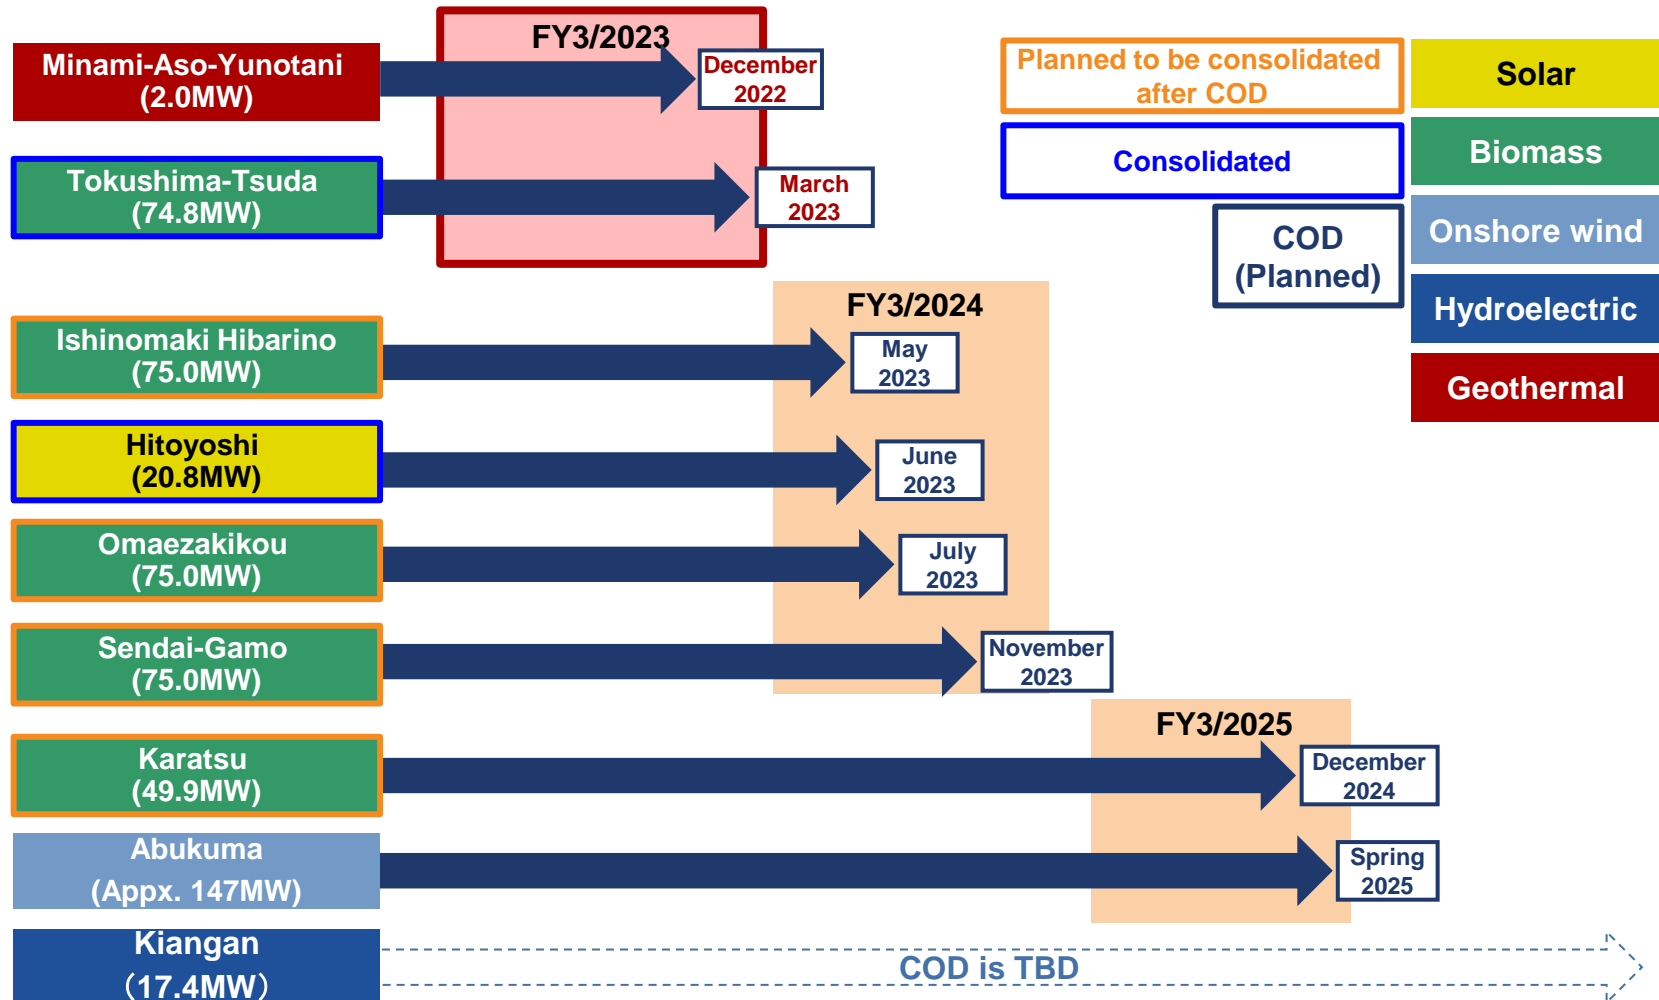 FY3/2023
Minami-Aso-Yunotani
(2.0MW)
December
2022
Tokushima-Tsuda
(74.8MW)
March
2023
Planned to be consolidated
after COD
Consolidated
COD
(Planned)
Solar
Biomass
Onshore wind
Hydroelectric
Geothermal
FY3/2024
Ishinomaki Hibarino
(75.0MW)
May
2023
Hitoyoshi
(20.8MW)
June
2023
Omaezakikou
(75.0MW)
July
2023
Sendai-Gamo
(75.0MW)
November
2023
FY3/2025
Karatsu
(49.9MW)
December
2024
Abukuma
(Appx. 147MW)
Spring
2025
Kiangan
（17.4MW）
COD is TBD